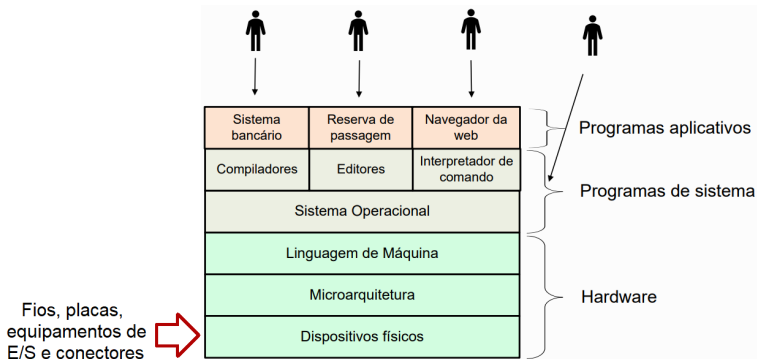 Sistema
bancário
Reserva de
passagem
Navegador da
web
Programas aplicativos
Compiladores
Editores
Interpretador de
comando
Programas de sistema
Sistema Operacional
Linguagem de Máquina
Microarquitetura
Hardware
Fios, placas,
equipamentos de
E/S e conectores
Dispositivos físicos